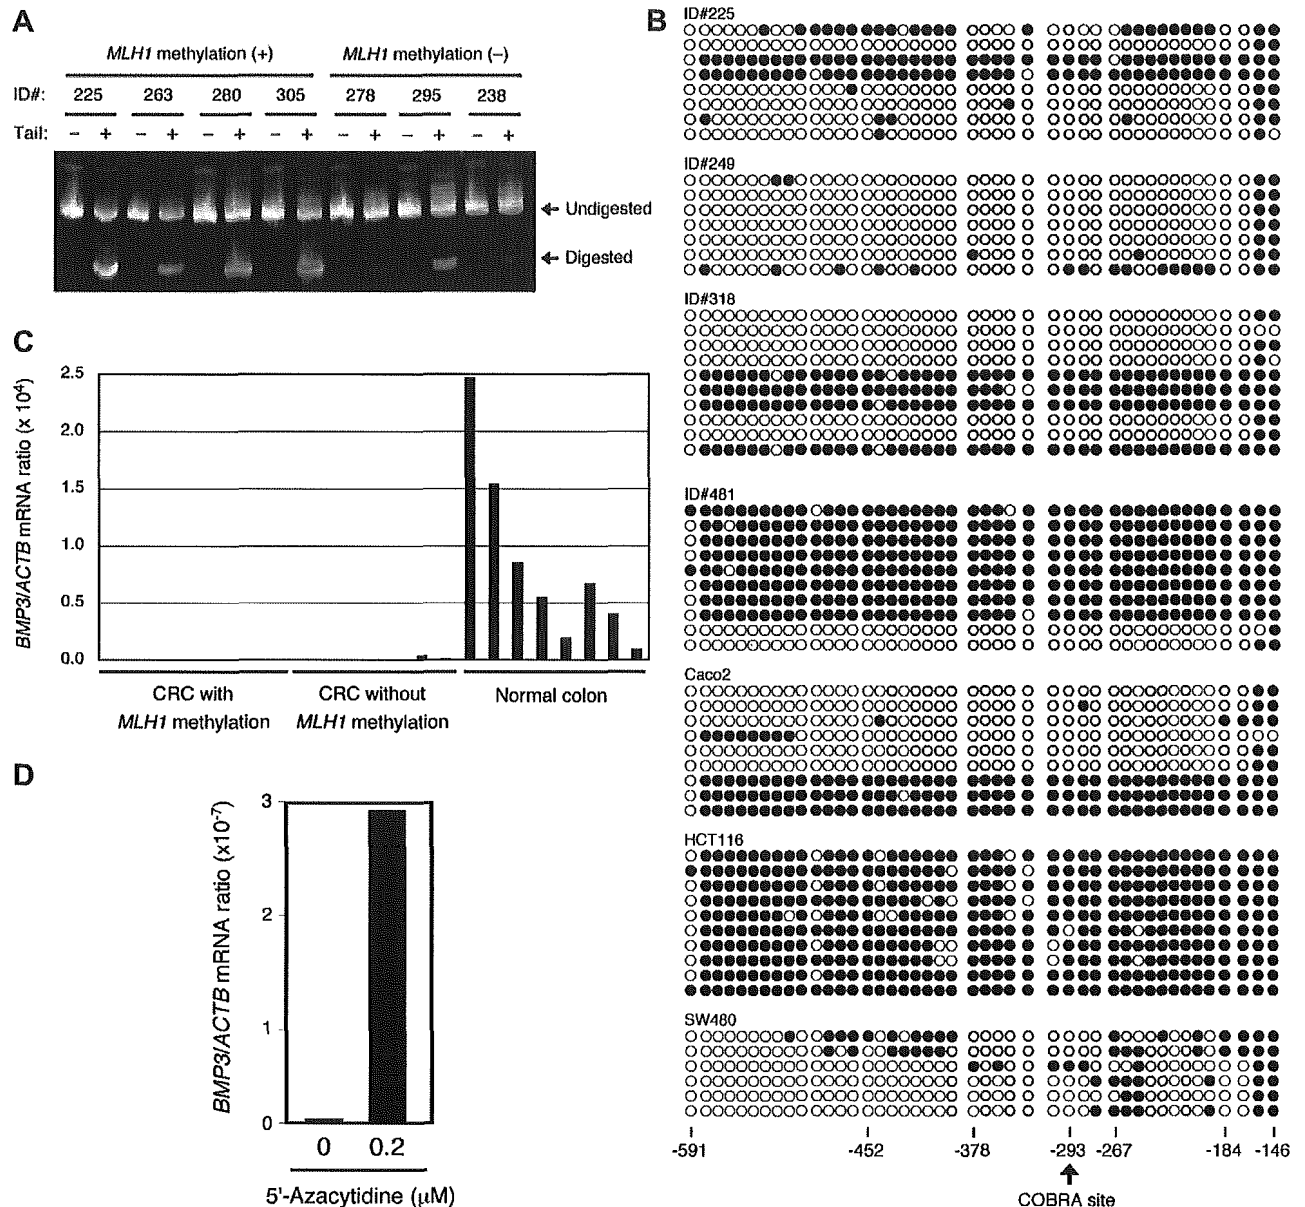 A
MLH1 methylation (+) MLH1 methylation (–)
ID#: 225 263 280 305 278 295 238
Tail: – + – + – + – + – + – + – +
← Undigested
← Digested
B
ID#225
ID#249
ID#318
ID#481
Caco2
HCT116
SW480
-591 -452 -378 -293 -267 -184 -146
COBRA site
C
BMP3/ACTB mRNA ratio (x 10⁴)
2.5
2.0
1.5
1.0
0.5
0.0
CRC with MLH1 methylation
CRC without MLH1 methylation
Normal colon
D
BMP3/ACTB mRNA ratio (x10⁻⁷)
3
2
1
0
0 0.2
5'-Azacytidine (µM)